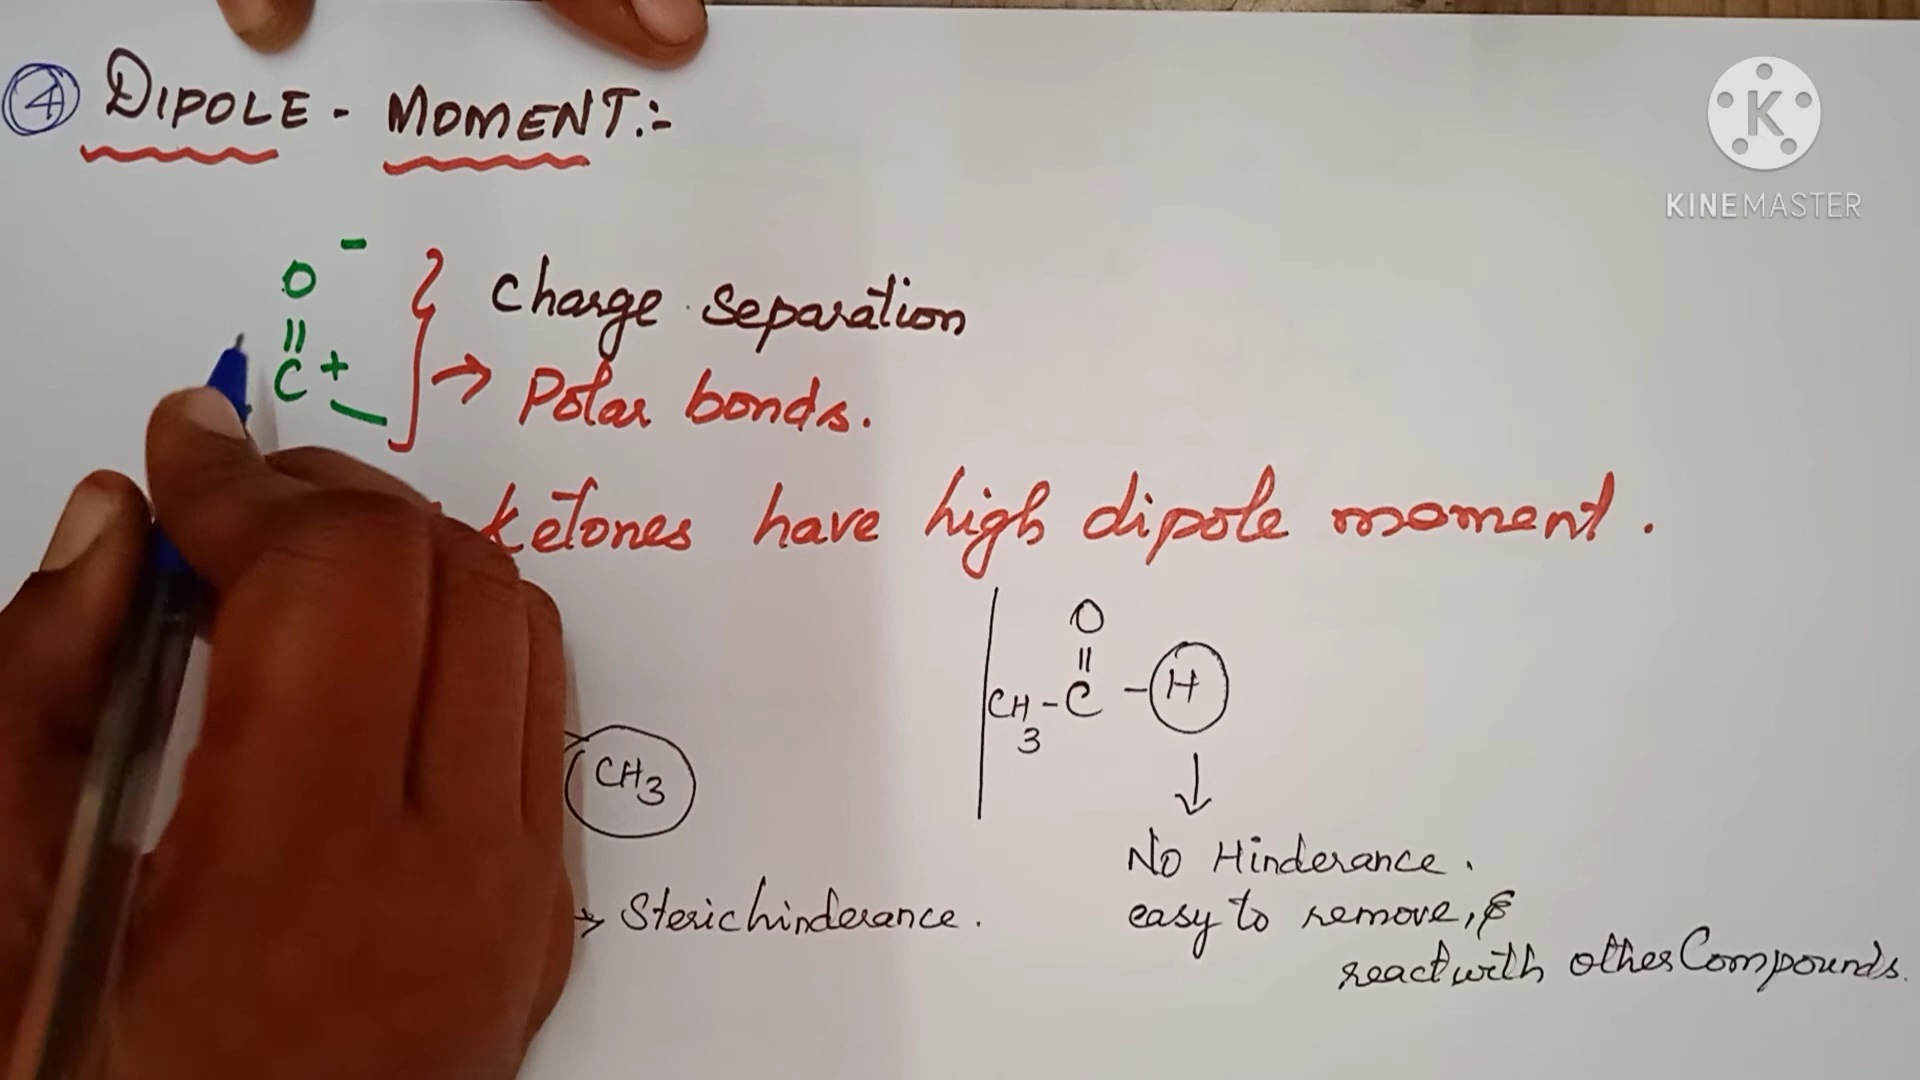 4 DIPOLE - MOMENT:-
O -
||
C +
Charge separation
→ Polar bonds.
Ketones have high dipole moment.
O
||
CH3 - C - H
CH3
↓
No Hinderance.
→ Sterichinderance.
easy to remove, &
react with other Compounds.
K
KINEMASTER